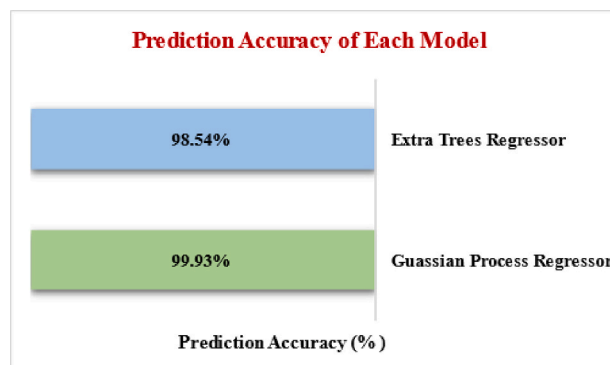 Prediction Accuracy of Each Model
98.54%
Extra Trees Regressor
99.93%
Guassian Process Regressor
Prediction Accuracy (%)